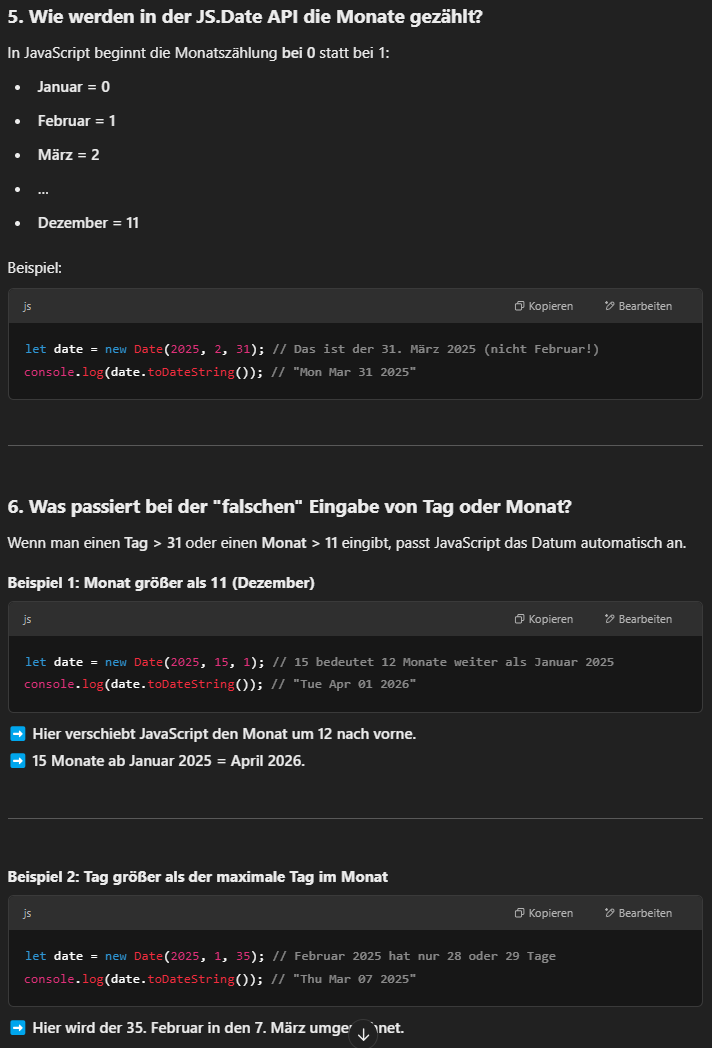 5. Wie werden in der JS.Date API die Monate gezählt?
In JavaScript beginnt die Monatszählung bei 0 statt bei 1:
• Januar = 0
• Februar = 1
• März = 2
• ...
• Dezember = 11
Beispiel:
js Kopieren Bearbeiten
let date = new Date(2025, 2, 31); // Das ist der 31. März 2025 (nicht Februar!)
console.log(date.toDateString()); // "Mon Mar 31 2025"
6. Was passiert bei der "falschen" Eingabe von Tag oder Monat?
Wenn man einen Tag > 31 oder einen Monat > 11 eingibt, passt JavaScript das Datum automatisch an.
Beispiel 1: Monat größer als 11 (Dezember)
js Kopieren Bearbeiten
let date = new Date(2025, 15, 1); // 15 bedeutet 12 Monate weiter als Januar 2025
console.log(date.toDateString()); // "Tue Apr 01 2026"
➡ Hier verschiebt JavaScript den Monat um 12 nach vorne.
➡ 15 Monate ab Januar 2025 = April 2026.
Beispiel 2: Tag größer als der maximale Tag im Monat
js Kopieren Bearbeiten
let date = new Date(2025, 1, 35); // Februar 2025 hat nur 28 oder 29 Tage
console.log(date.toDateString()); // "Thu Mar 07 2025"
➡ Hier wird der 35. Februar in den 7. März